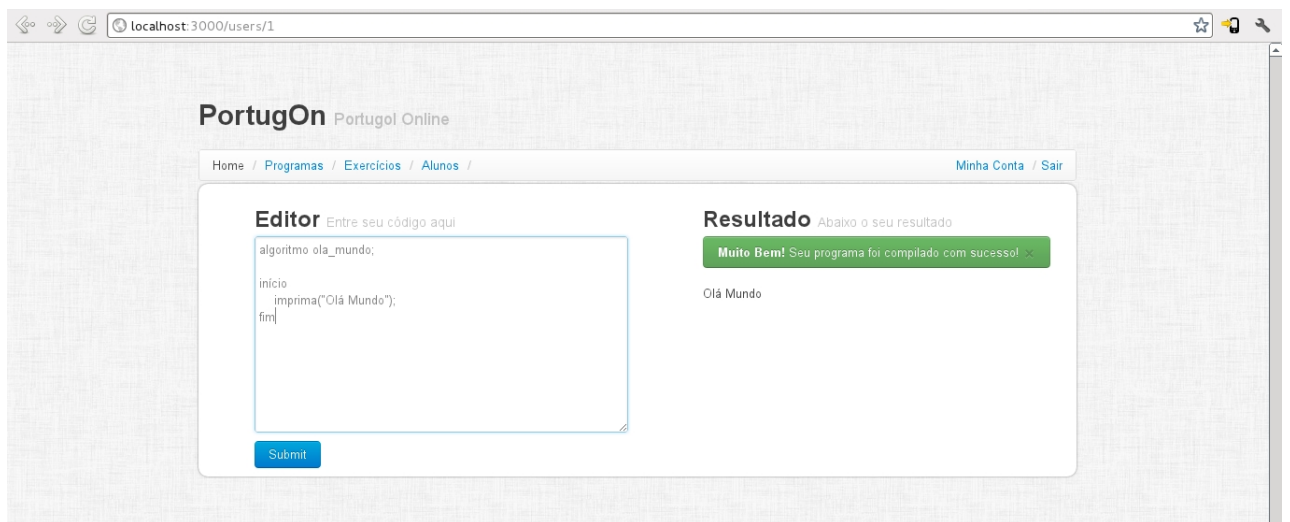 localhost:3000/users/1
PortugOn Portugol Online
Home / Programas / Exercícios / Alunos /
Minha Conta / Sair
Editor Entre seu código aqui
algoritmo ola_mundo;
início
imprima("Olá Mundo");
fim
Submit
Resultado Abaixo o seu resultado
Muito Bem! Seu programa foi compilado com sucesso! ×
Olá Mundo